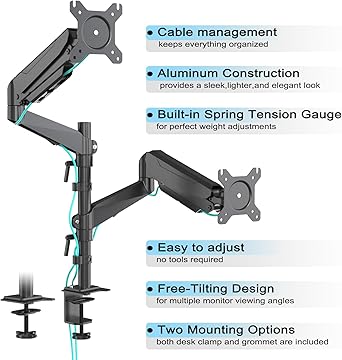 • Cable management
keeps everything organized
• Aluminum Construction
provides a sleek,lighter,and elegant look
• Built-in Spring Tension Gauge
for perfect weight adjustments
• Easy to adjust
no tools required
• Free-Tilting Design
for multiple monitor viewing angles
• Two Mounting Options
both desk clamp and grommet are included